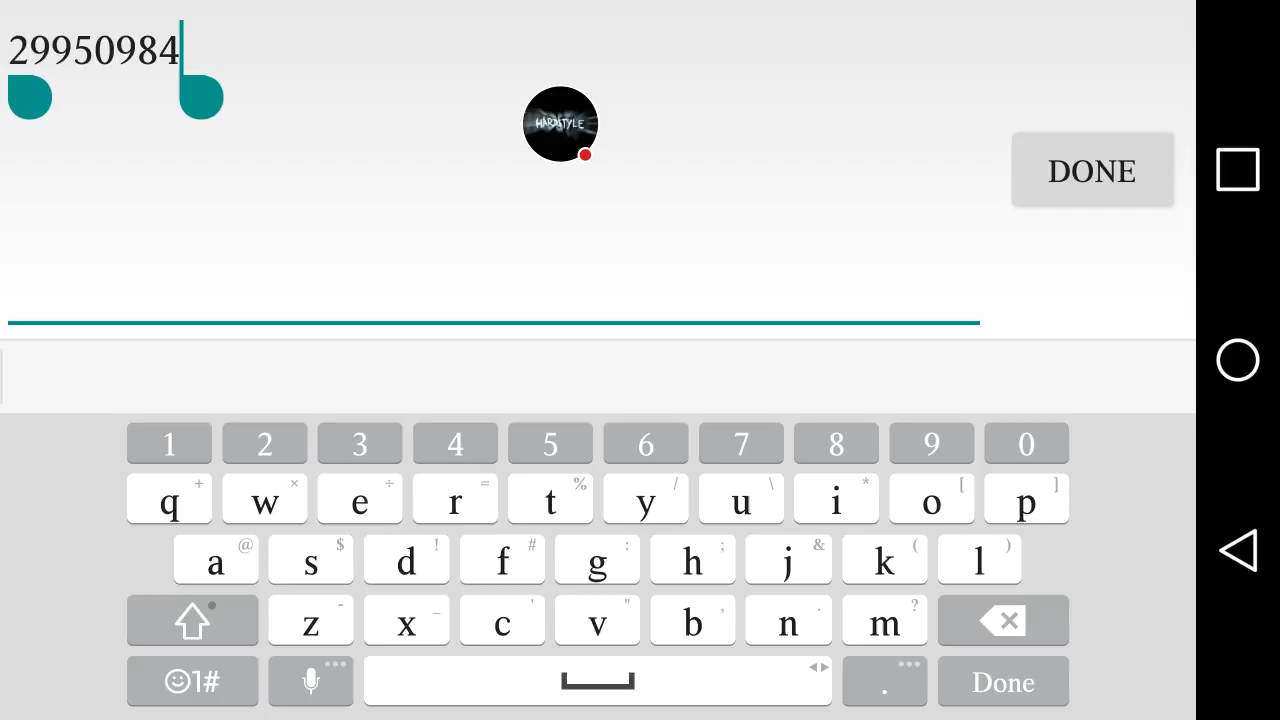 29950984
HARDSTYLE
DONE
1 2 3 4 5 6 7 8 9 0
q + w × e ÷ r = t % y / u \ i * o [ p ]
a @ s $ d ! f # g : h ; j & k ( l )
z - x _ c ' v " b , n . m ?
1# . Done